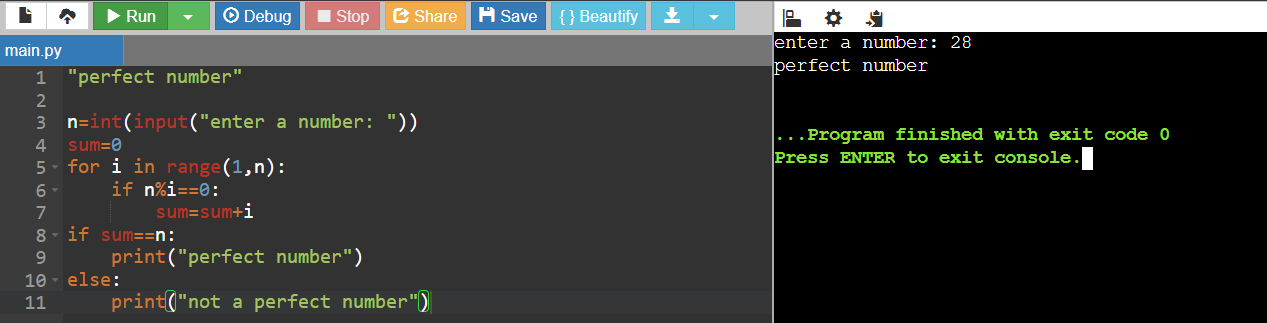 Run Debug Stop Share Save { } Beautify
main.py
1 "perfect number"
2
3 n=int(input("enter a number: "))
4 sum=0
5 for i in range(1,n):
6     if n%i==0:
7         sum=sum+i
8 if sum==n:
9     print("perfect number")
10 else:
11     print("not a perfect number")
enter a number: 28
perfect number
...Program finished with exit code 0
Press ENTER to exit console.